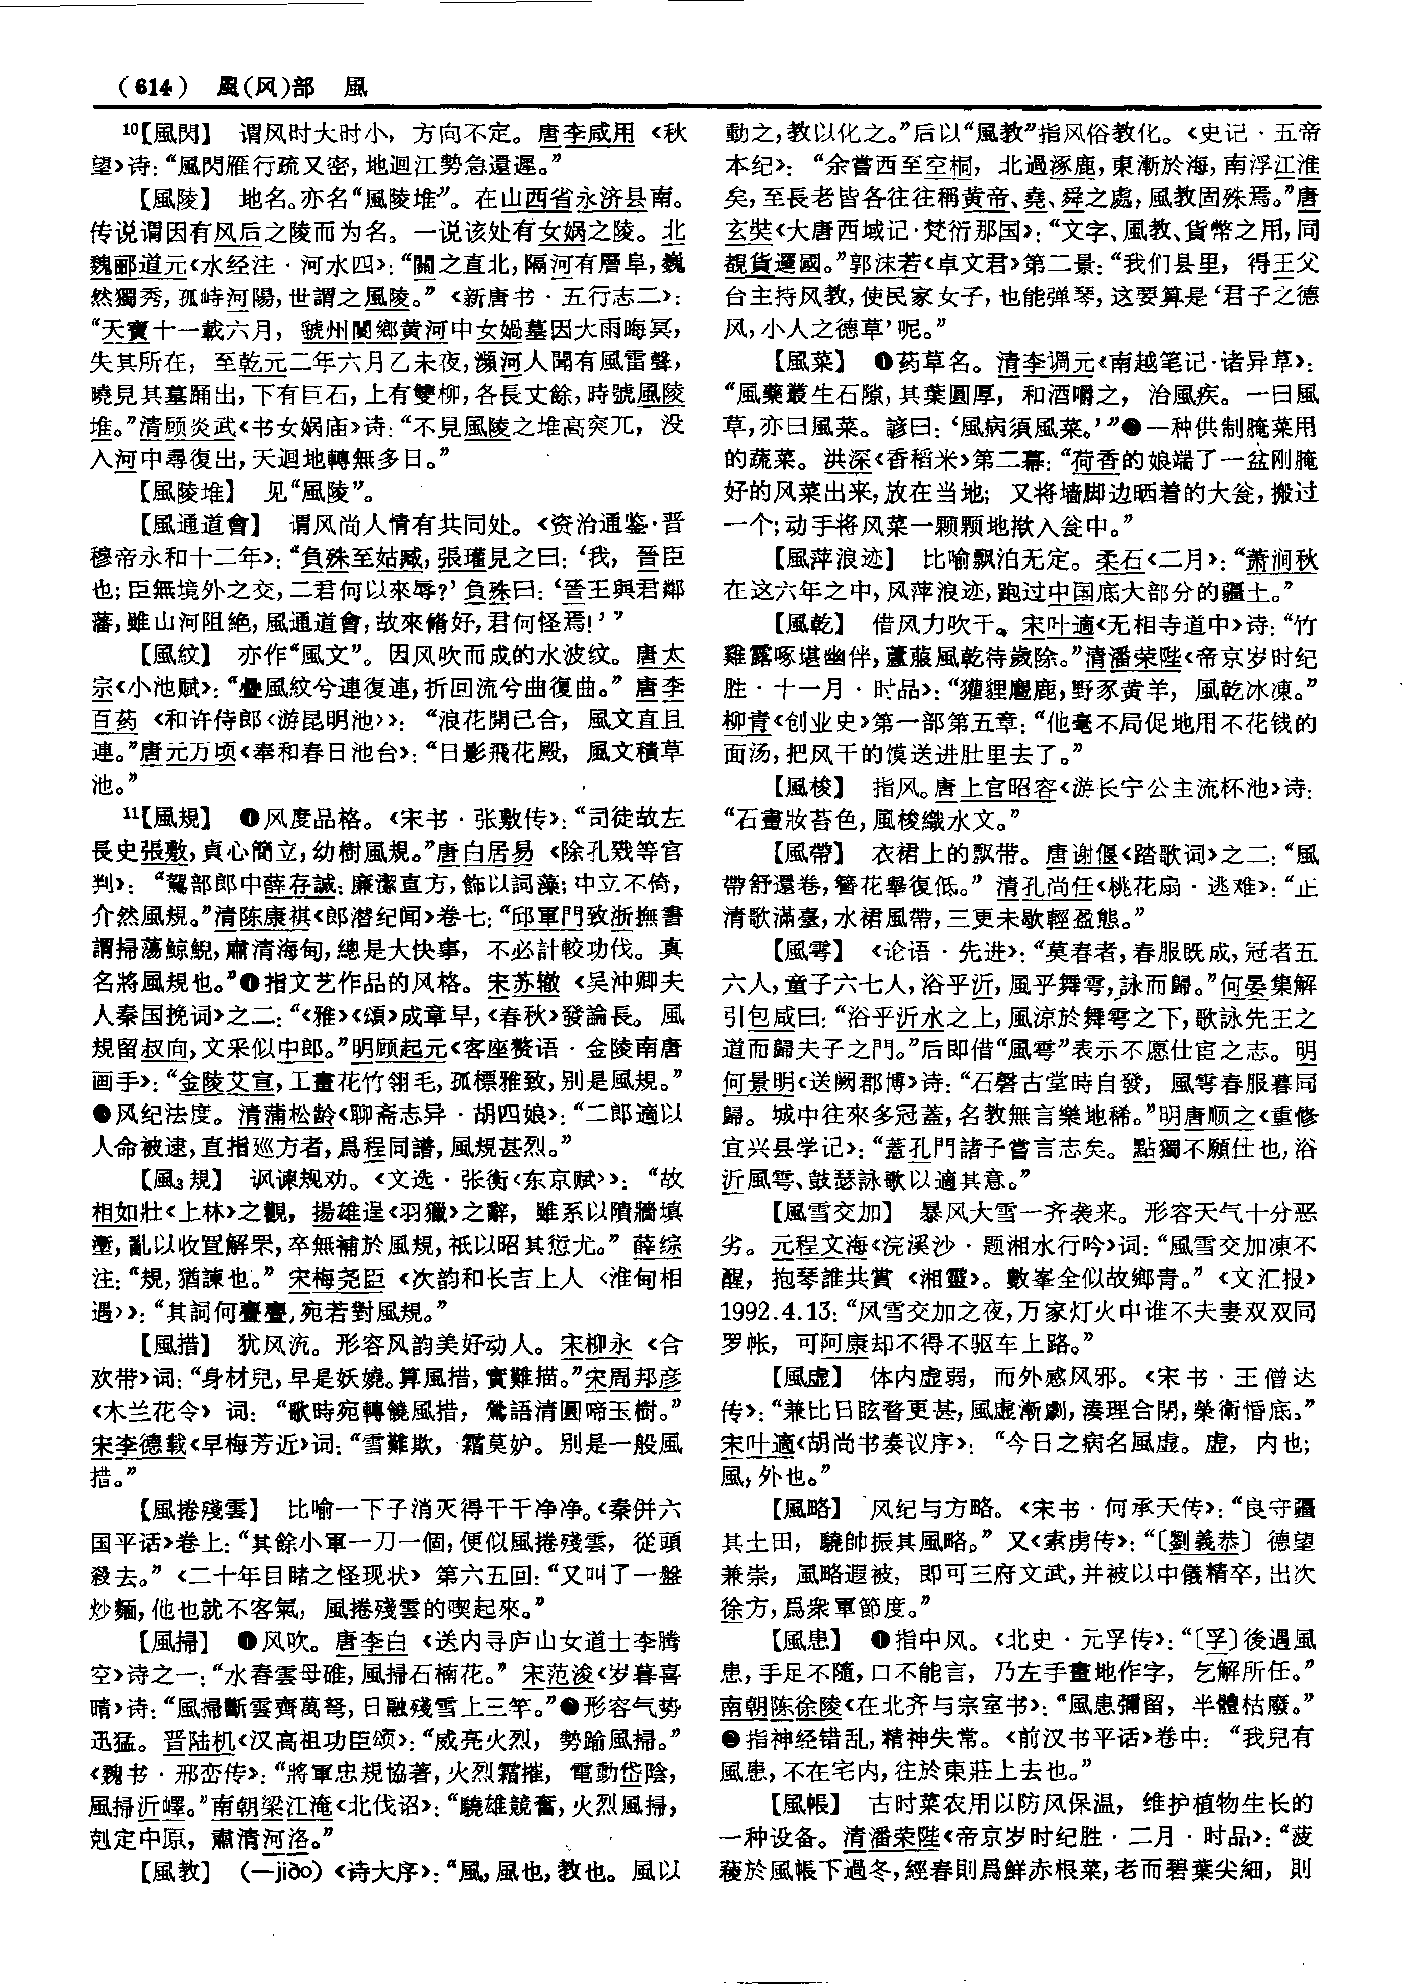 （614） 風(风)部 風
10【風閃】 谓风时大时小，方向不定。唐李咸用《秋
望》诗：“風閃雁行疏又密，地迴江勢急還遲。”
【風陵】 地名。亦名“風陵堆”。在山西省永济县南。
传说谓因有风后之陵而为名。一说该处有女娲之陵。北
魏郦道元《水经注·河水四》：“關之直北，隔河有層阜，巍
然獨秀，孤峙河陽，世謂之風陵。”《新唐书·五行志二》：
“天寶十一載六月，虢州閿鄉黄河中女媧墓因大雨晦冥，
失其所在，至乾元二年六月乙未夜，瀕河人聞有風雷聲，
曉見其墓踊出，下有巨石，上有雙柳，各長丈餘，時號風陵
堆。”清顾炎武《书女娲庙》诗：“不見風陵之堆高突兀，没
入河中尋復出，天迴地轉無多日。”
【風陵堆】 见“風陵”。
【風通道會】 谓风尚人情有共同处。《资治通鉴·晋
穆帝永和十二年》：“負殊至姑臧，張瓘見之曰：‘我，晉臣
也；臣無境外之交，二君何以來辱？’負殊曰：‘晉王與君鄰
藩，雖山河阻絶，風通道會，故來脩好，君何怪焉！’”
【風紋】 亦作“風文”。因风吹而成的水波纹。唐太
宗《小池赋》：“疊風紋兮連復連，折回流兮曲復曲。”唐李
百药《和许侍郎〈游昆明池〉》：“浪花開已合，風文直且
連。”唐元万顷《奉和春日池台》：“日影飛花殿，風文積草
池。”
11【風規】 ❶风度品格。《宋书·张敷传》：“司徒故左
長史張敷，貞心簡立，幼樹風規。”唐白居易《除孔戣等官
判》：“駕部郎中薛存誠：廉潔直方，飾以詞藻；中立不倚，
介然風規。”清陈康祺《郎潜纪闻》卷七：“邱軍門致浙撫書
謂掃蕩鯨鯢，肅清海甸，總是大快事，不必計較功伐。真
名將風規也。”❷指文艺作品的风格。宋苏辙《吴冲卿夫
人秦国挽词》之二：“《雅》《頌》成章早，《春秋》發論長。風
規留叔向，文采似中郎。”明顾起元《客座赘语·金陵南唐
画手》：“金陵艾宣，工畫花竹翎毛，孤標雅致，别是風規。”
❸风纪法度。清蒲松龄《聊斋志异·胡四娘》：“二郎適以
人命被逮，直指巡方者，爲程同譜，風規甚烈。”
【風3規】 讽谏规劝。《文选·张衡〈东京赋〉》：“故
相如壯《上林》之觀，揚雄逞《羽獵》之辭，雖系以隤牆填
壍，亂以收罝解罘，卒無補於風規，祇以昭其愆尤。”薛综
注：“規，猶諫也。”宋梅尧臣《次韵和长吉上人〈淮甸相
遇〉》：“其詞何亹亹，宛若對風規。”
【風措】 犹风流。形容风韵美好动人。宋柳永《合
欢带》词：“身材兒，早是妖嬈。算風措，實難描。”宋周邦彦
《木兰花令》词：“歌時宛轉饒風措，鶯語清圓啼玉樹。”
宋李德载《早梅芳近》词：“雪難欺，霜莫妒。别是一般風
措。”
【風捲殘雲】 比喻一下子消灭得干干净净。《秦併六
国平话》卷上：“其餘小軍一刀一個，便似風捲殘雲，從頭
殺去。”《二十年目睹之怪现状》第六五回：“又叫了一盤
炒麵，他也就不客氣，風捲殘雲的喫起來。”
【風掃】 ❶风吹。唐李白《送内寻庐山女道士李腾
空》诗之一：“水舂雲母碓，風掃石楠花。”宋范浚《岁暮喜
晴》诗：“風掃斷雲齊萬弩，日融殘雪上三竿。”❷形容气势
迅猛。晋陆机《汉高祖功臣颂》：“威亮火烈，勢踰風掃。”
《魏书·邢峦传》：“將軍忠規協著，火烈霜摧，電動岱陰，
風掃沂嶧。”南朝梁江淹《北伐诏》：“驍雄競奮，火烈風掃，
剋定中原，肅清河洛。”
【風教】 （—jiào）《诗大序》：“風，風也，教也。風以
動之，教以化之。”后以“風教”指风俗教化。《史记·五帝
本纪》：“余嘗西至空桐，北過涿鹿，東漸於海，南浮江淮
矣，至長老皆各往往稱黄帝、堯、舜之處，風教固殊焉。”唐
玄奘《大唐西域记·梵衍那国》：“文字、風教、貨幣之用，同
覩貨邏國。”郭沫若《卓文君》第二景：“我们县里，得王父
台主持风教，使民家女子，也能弹琴，这要算是‘君子之德
风，小人之德草’呢。”
【風菜】 ❶药草名。清李调元《南越笔记·诸异草》：
“風藥叢生石隙，其葉圓厚，和酒嚼之，治風疾。一曰風
草，亦曰風菜。諺曰：‘風病須風菜。’”❷一种供制腌菜用
的蔬菜。洪深《香稻米》第二幕：“荷香的娘端了一盆刚腌
好的风菜出来，放在当地；又将墙脚边晒着的大瓮，搬过
一个；动手将风菜一颗颗地揿入瓮中。”
【風萍浪迹】 比喻飘泊无定。柔石《二月》：“萧涧秋
在这六年之中，风萍浪迹，跑过中国底大部分的疆土。”
【風乾】 借风力吹干。宋叶適《无相寺道中》诗：“竹
雞露啄堪幽伴，蘆菔風乾待歲除。”清潘荣陛《帝京岁时纪
胜·十一月·时品》：“獾貍麅鹿，野豕黄羊，風乾冰凍。”
柳青《创业史》第一部第五章：“他毫不局促地用不花钱的
面汤，把风干的馍送进肚里去了。”
【風梭】 指风。唐上官昭容《游长宁公主流杯池》诗：
“石畫妝苔色，風梭織水文。”
【風帶】 衣裙上的飘带。唐谢偃《踏歌词》之二：“風
帶舒還卷，簪花舉復低。”清孔尚任《桃花扇·逃难》：“正
清歌滿臺，水裙風帶，三更未歇輕盈態。”
【風雩】 《论语·先进》：“莫春者，春服既成，冠者五
六人，童子六七人，浴乎沂，風乎舞雩，詠而歸。”何晏集解
引包咸曰：“浴乎沂水之上，風涼於舞雩之下，歌詠先王之
道而歸夫子之門。”后即借“風雩”表示不愿仕宦之志。明
何景明《送阙郡博》诗：“石磬古堂時自發，風雩春服暮同
歸。城中往來多冠蓋，名教無言樂地稀。”明唐顺之《重修
宜兴县学记》：“蓋孔門諸子嘗言志矣。點獨不願仕也，浴
沂風雩、鼓瑟詠歌以適其意。”
【風雪交加】 暴风大雪一齐袭来。形容天气十分恶
劣。元程文海《浣溪沙·题湘水行吟》词：“風雪交加凍不
醒，抱琴誰共賞《湘靈》。數峯全似故鄉青。”《文汇报》
1992.4.13：“风雪交加之夜，万家灯火中谁不夫妻双双同
罗帐，可阿康却不得不驱车上路。”
【風虚】 体内虚弱，而外感风邪。《宋书·王僧达
传》：“兼比日眩瞀更甚，風虚漸劇，湊理合閉，榮衛惛底。”
宋叶適《胡尚书奏议序》：“今日之病名風虚。虚，内也；
風，外也。”
【風略】 风纪与方略。《宋书·何承天传》：“良守疆
其土田，驍帥振其風略。”又《索虏传》：“〔劉義恭〕德望
兼崇，風略遐被，即可三府文武，并被以中儀精卒，出次
徐方，爲衆軍節度。”
【風患】 ❶指中风。《北史·元孚传》：“〔孚〕後遇風
患，手足不隨，口不能言，乃左手畫地作字，乞解所任。”
南朝陈徐陵《在北齐与宗室书》：“風患彌留，半體枯廢。”
❷指神经错乱，精神失常。《前汉书平话》卷中：“我兒有
風患，不在宅内，往於東莊上去也。”
【風帳】 古时菜农用以防风保温，维护植物生长的
一种设备。清潘荣陛《帝京岁时纪胜·二月·时品》：“菠
薐於風帳下過冬，經春則爲鮮赤根菜，老而碧葉尖細，則